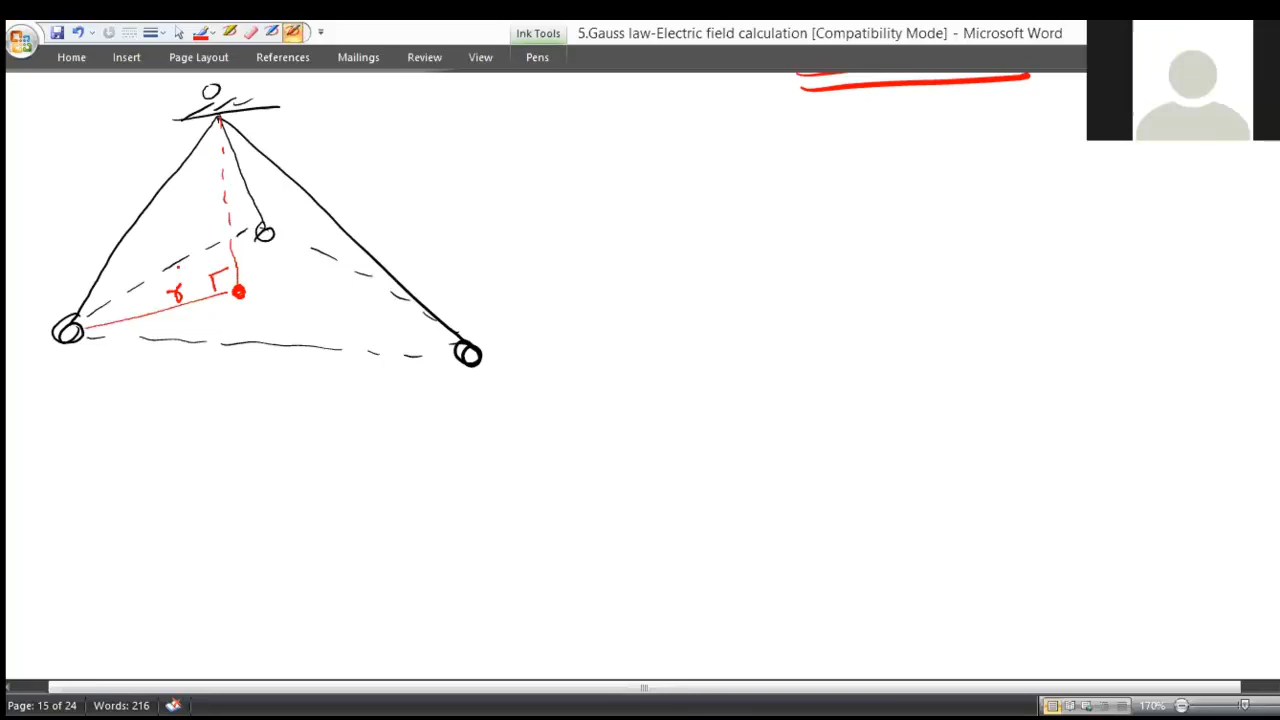 Ink Tools
5.Gauss law-Electric field calculation [Compatibility Mode] - Microsoft Word
Home Insert Page Layout References Mailings Review View Pens
O
r
Page: 15 of 24 Words: 216 170%